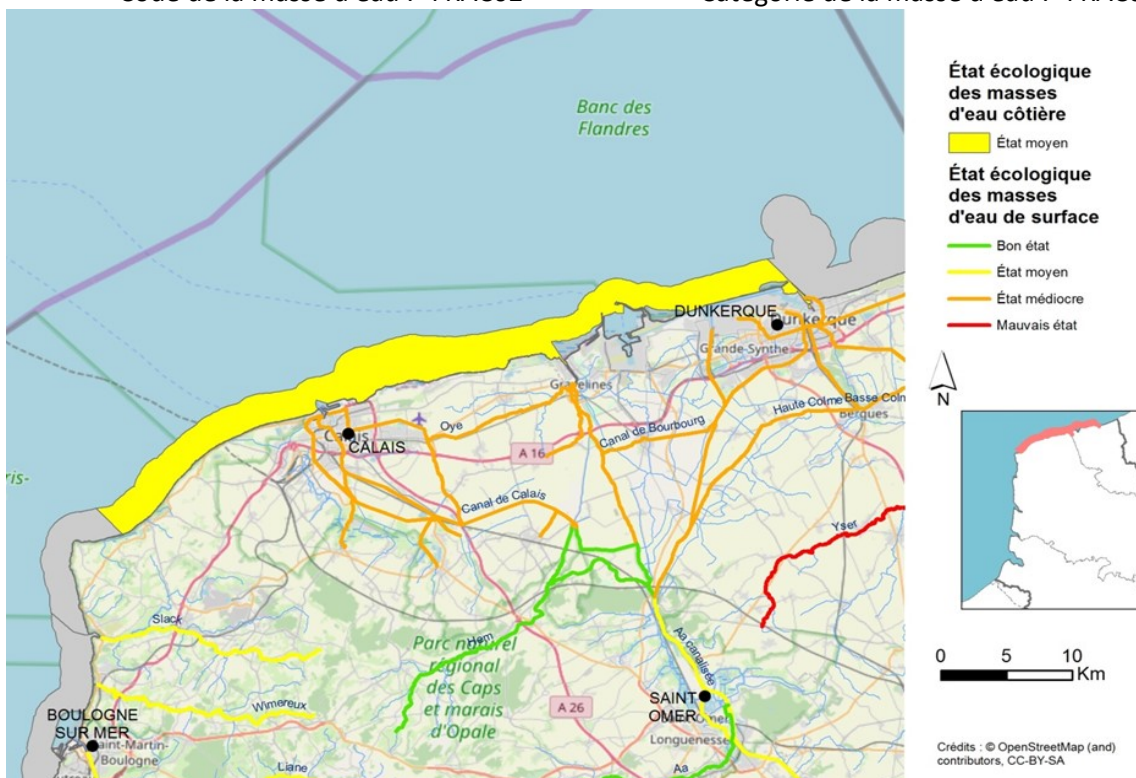 Banc des
Flandres
DUNKERQUE
Dunkerque
Grande-Synthe
Gravelines
Haute Colme
Basse Colm
Bergues
Canal de Bourbourg
Oye
CALAIS
A 16
Canal de Calais
ris-
Yser
Slack
Hem
Parc naturel
régional
des Caps
et marais
d'Opale
Aa canalisée
Wimereux
SAINT
OMER
A 26
Longuenesse
BOULOGNE
SUR MER
Saint-Martin-
Boulogne
Liane
Aa
État écologique
des masses
d'eau côtière
État moyen
État écologique
des masses
d'eau de surface
Bon état
État moyen
État médiocre
Mauvais état
N
0 5 10
Km
Crédits : © OpenStreetMap (and)
contributors, CC-BY-SA